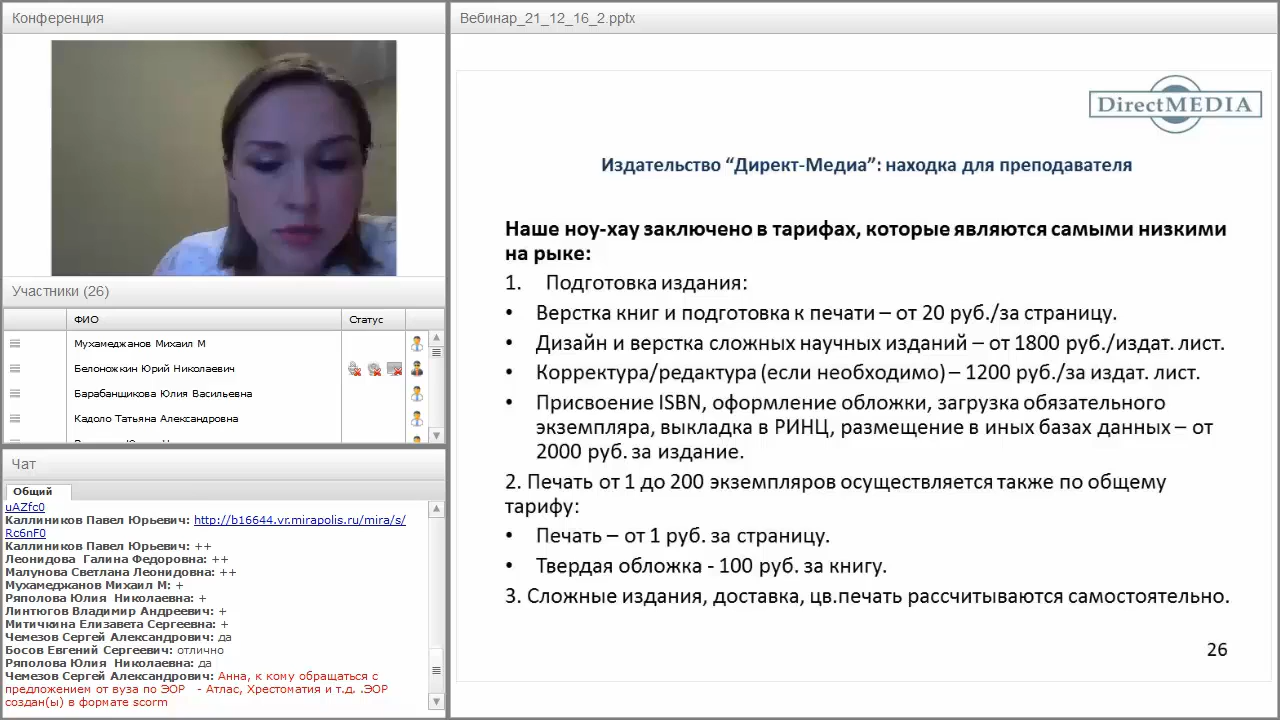 Конференция
Участники (26)
ФИО
Статус
Мухамеджанов Михаил М
Белоножкин Юрий Николаевич
Барабанщикова Юлия Васильевна
Кадоло Татьяна Александровна
Чат
Общий
uAZfc0
Каллиников Павел Юрьевич: http://b16644.vr.mirapolis.ru/mira/s/
Rc6nF0
Каллиников Павел Юрьевич: ++
Леонидова Галина Федоровна: ++
Малунова Светлана Леонидовна: ++
Мухамеджанов Михаил М: +
Ряполова Юлия Николаевна: +
Линтюгов Владимир Андреевич: +
Митичкина Елизавета Сергеевна: +
Чемезов Сергей Александрович: да
Босов Евгений Сергеевич: отлично
Ряполова Юлия Николаевна: да
Чемезов Сергей Александрович: Анна, к кому обращаться с
предложением от вуза по ЭОР - Атлас, Хрестоматия и т.д. .ЭОР
создан(ы) в формате scorm
Вебинар_21_12_16_2.pptx
DirectMEDIA
Издательство “Директ-Медиа”: находка для преподавателя
Наше ноу-хау заключено в тарифах, которые являются самыми низкими
на рыке:
1. Подготовка издания:
• Верстка книг и подготовка к печати – от 20 руб./за страницу.
• Дизайн и верстка сложных научных изданий – от 1800 руб./издат. лист.
• Корректура/редактура (если необходимо) – 1200 руб./за издат. лист.
• Присвоение ISBN, оформление обложки, загрузка обязательного
экземпляра, выкладка в РИНЦ, размещение в иных базах данных – от
2000 руб. за издание.
2. Печать от 1 до 200 экземпляров осуществляется также по общему
тарифу:
• Печать – от 1 руб. за страницу.
• Твердая обложка - 100 руб. за книгу.
3. Сложные издания, доставка, цв.печать рассчитываются самостоятельно.
26